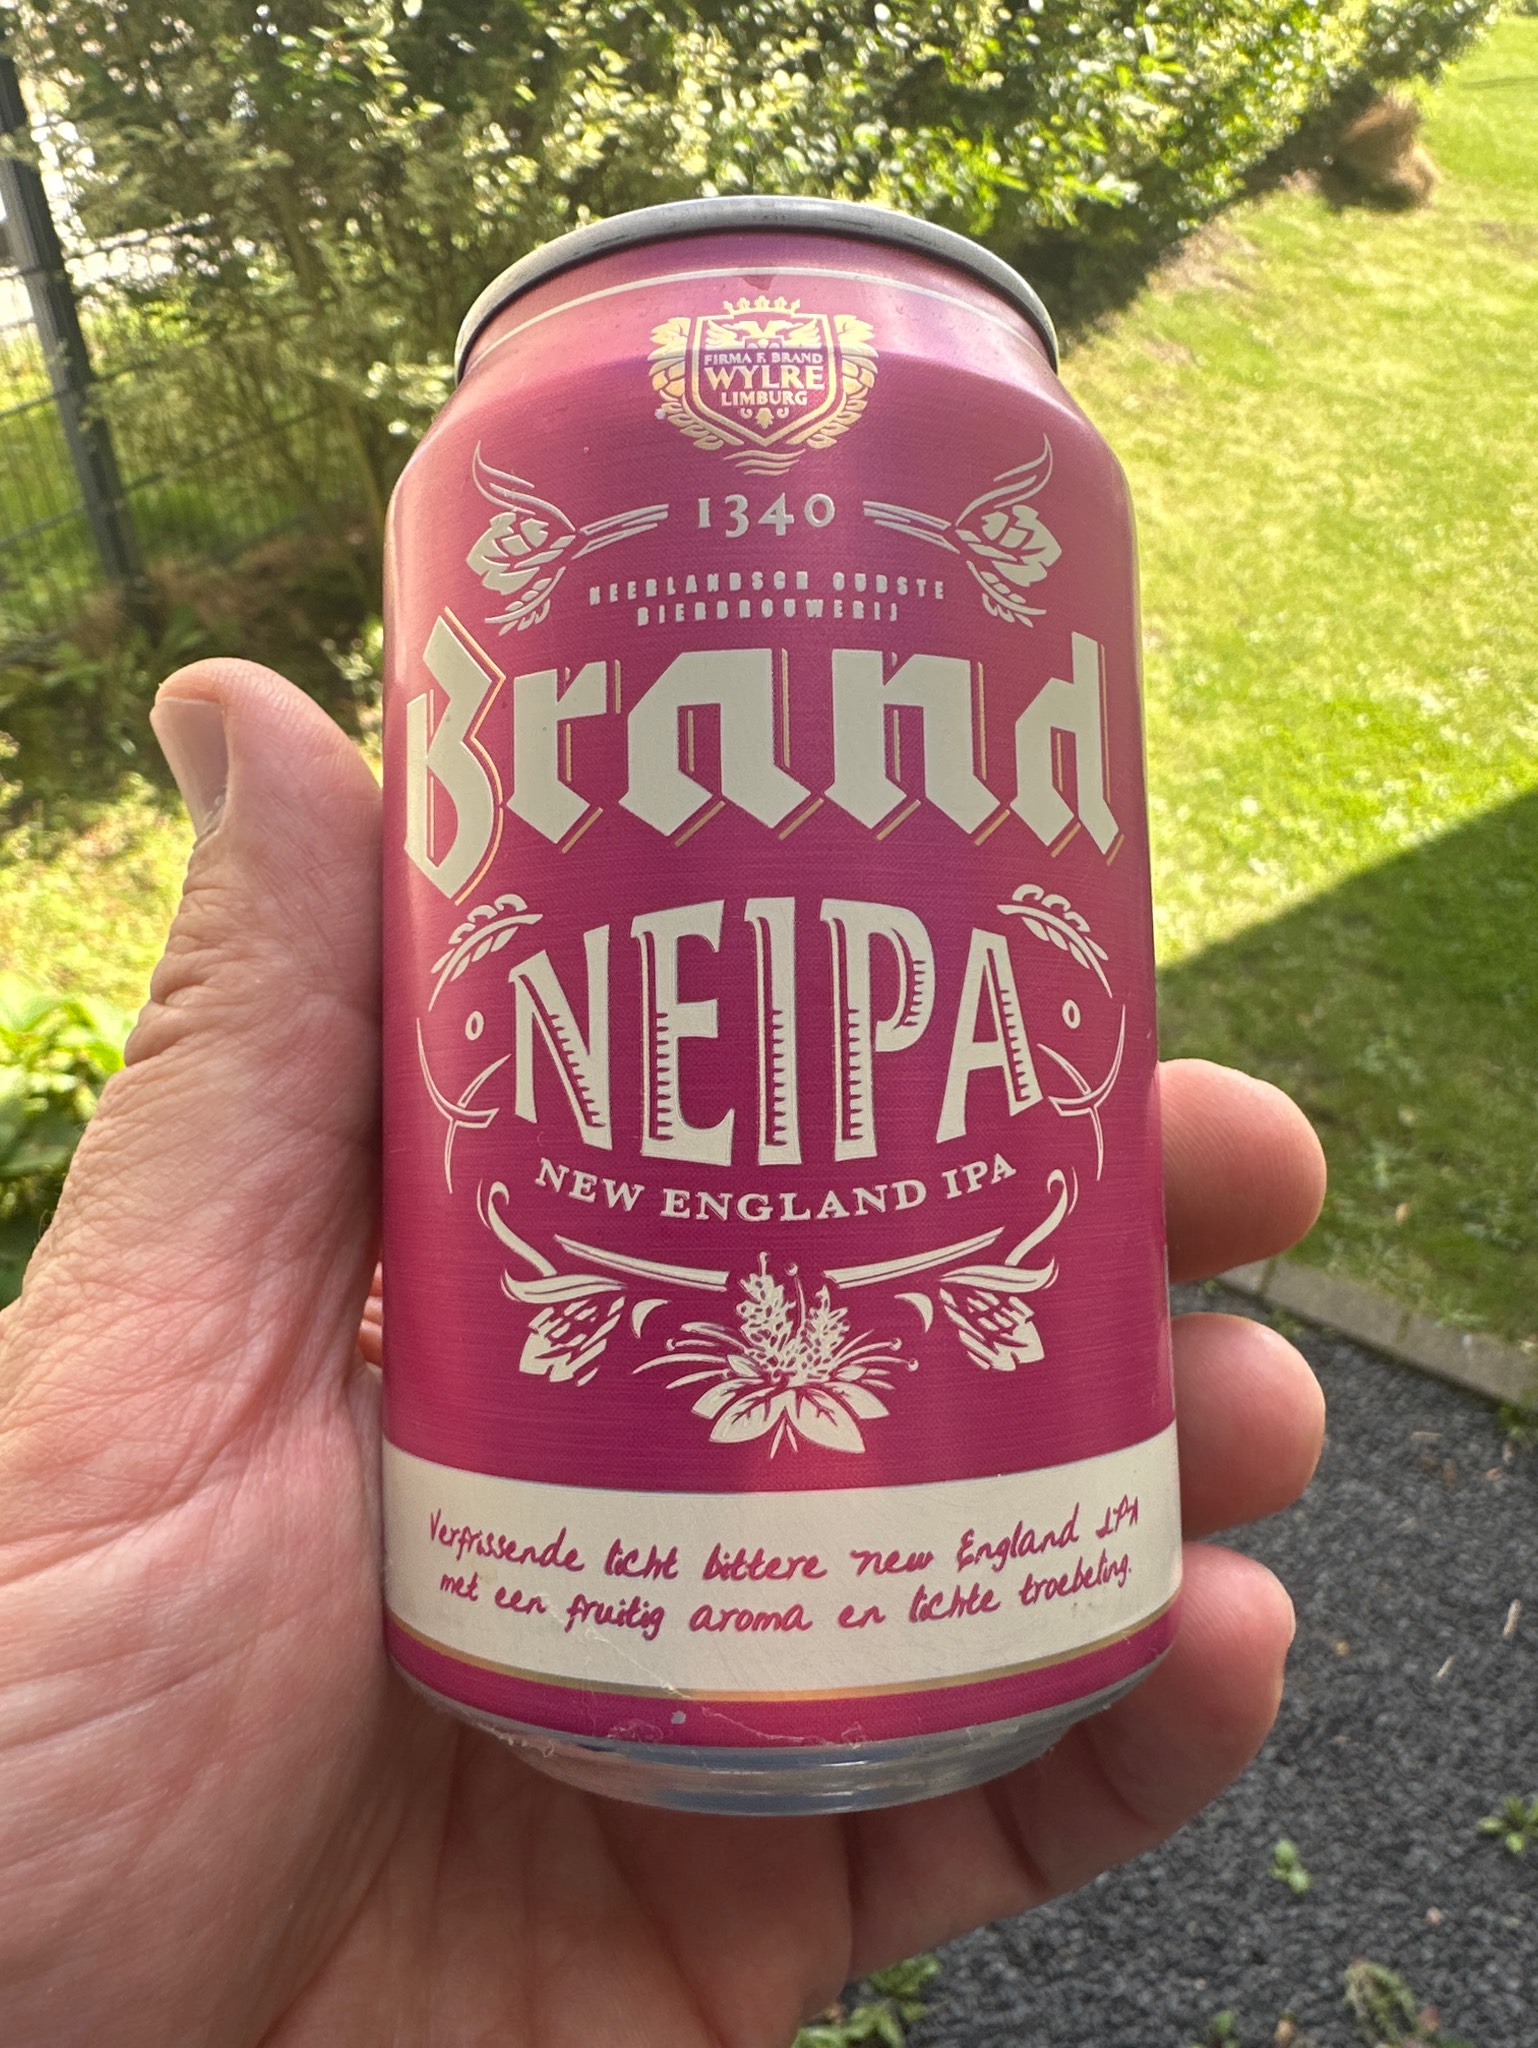 FIRMA F. BRAND
WYLRE
LIMBURG
1340
NEERLANDSCH OUDSTE
BIERBROUWERIJ
Brand
NEIPA
NEW ENGLAND IPA
Verfrissende licht bittere new England IPA
met een fruitig aroma en lichte troebeling.